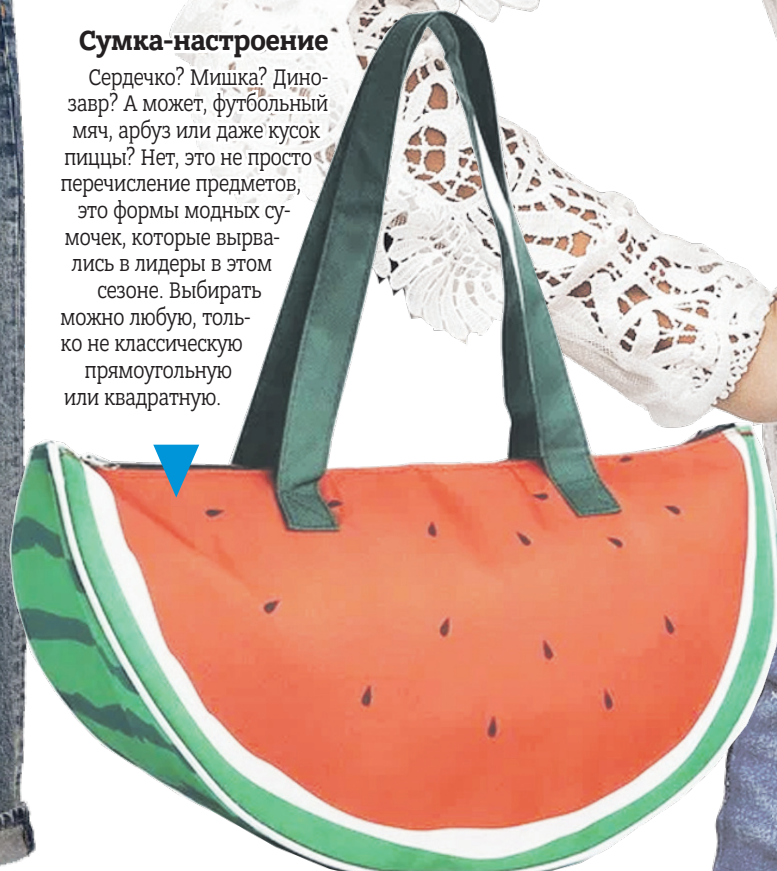 Сумка-настроение
Сердечко? Мишка? Дино-
завр? А может, футбольный
мяч, арбуз или даже кусок
пиццы? Нет, это не просто
перечисление предметов,
это формы модных су-
мочек, которые вырва-
лись в лидеры в этом
сезоне. Выбирать
можно любую, толь-
ко не классическую
прямоугольную
или квадратную.